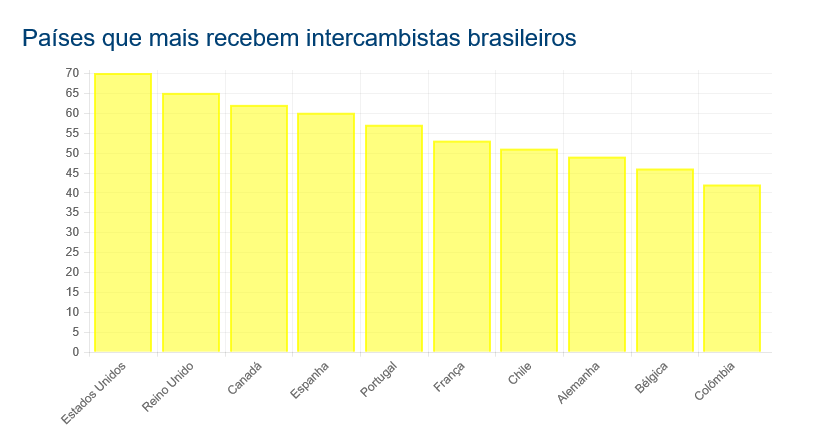 Países que mais recebem intercambistas brasileiros
70
65
60
55
50
45
40
35
30
25
20
15
10
5
0
Estados Unidos
Reino Unido
Canadá
Espanha
Portugal
França
Chile
Alemanha
Bélgica
Colômbia